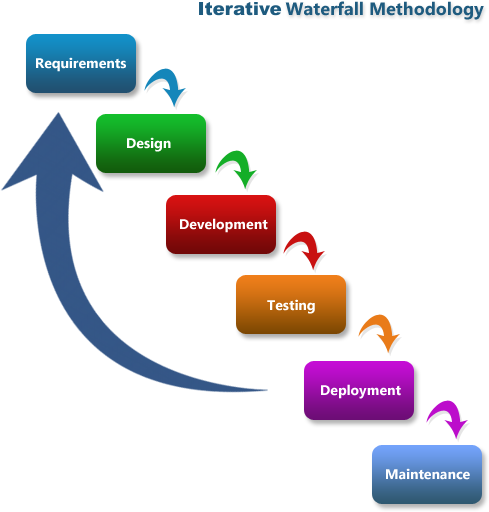 Iterative Waterfall Methodology
Requirements
Design
Development
Testing
Deployment
Maintenance